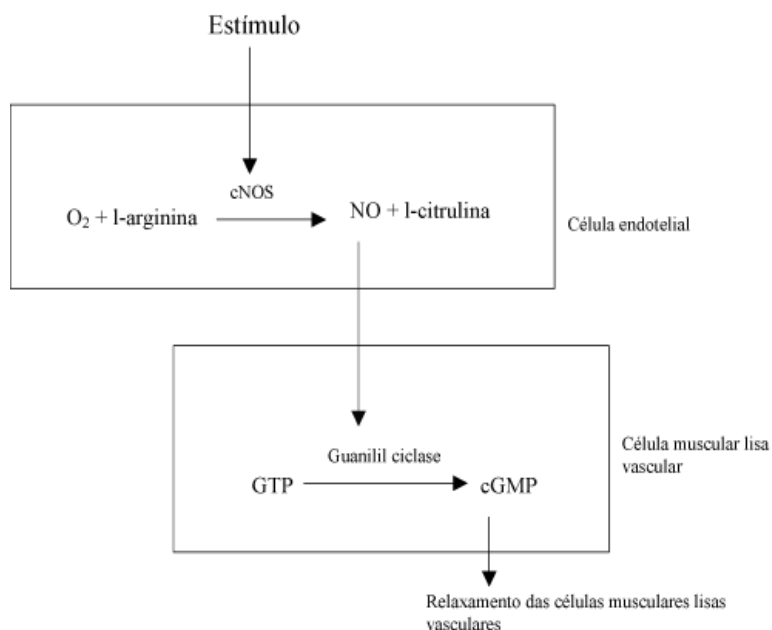 Estímulo
cNOS
O₂ + l-arginina
NO + l-citrulina
Célula endotelial
Guanilil ciclase
GTP
cGMP
Célula muscular lisa
vascular
Relaxamento das células musculares lisas
vasculares